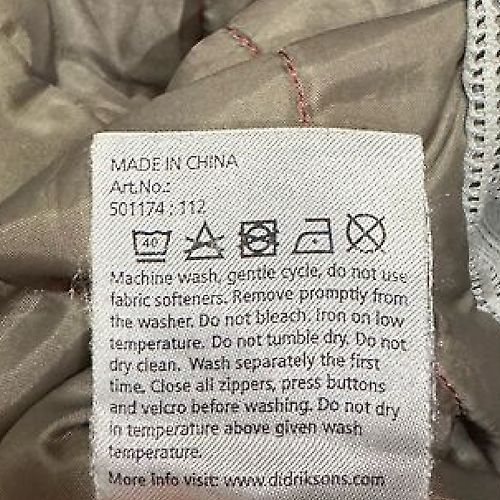 MADE IN CHINA
Art.No.:
501174 ; 112
40
Machine wash, gentle cycle, do not use
fabric softeners. Remove promptly from
the washer. Do not bleach. Iron on low
temperature. Do not tumble dry. Do not
dry clean. Wash separately the first
time. Close all zippers, press buttons
and velcro before washing. Do not dry
in temperature above given wash
temperature.
More info visit: www.didriksons.com